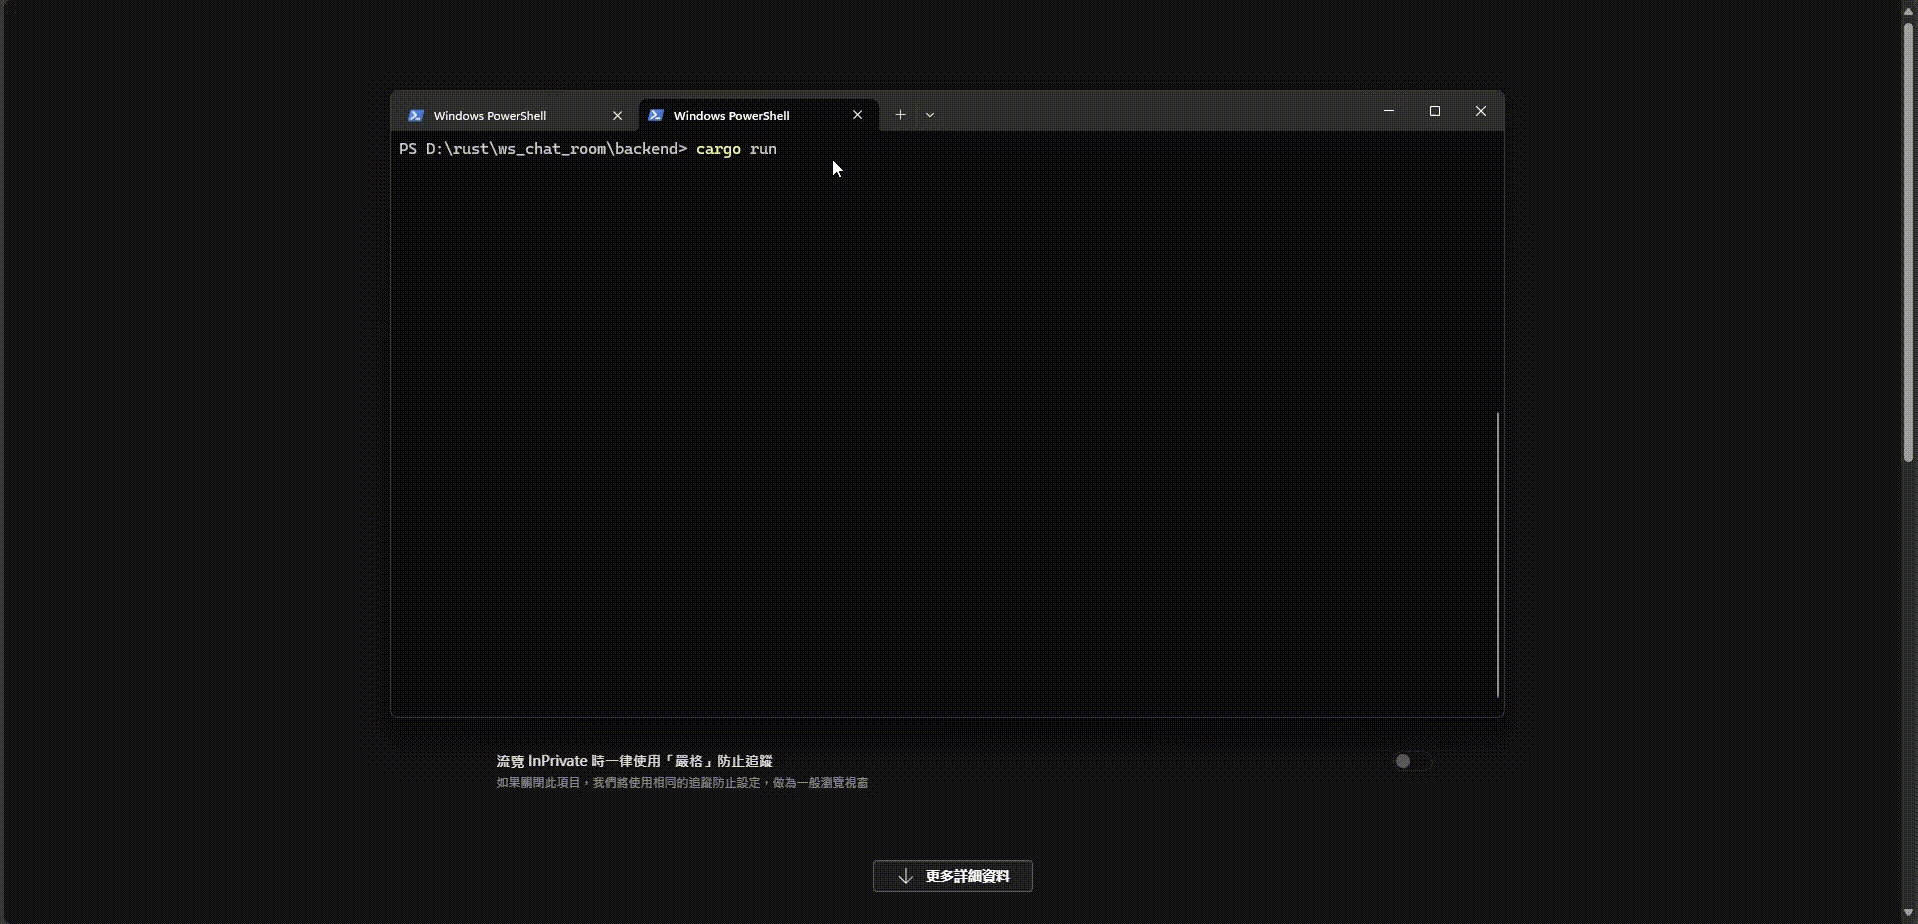 Windows PowerShell
Windows PowerShell
PS D:\rust\ws_chat_room\backend> cargo run
流覽 InPrivate 時一律使用「嚴格」防止追蹤
如果關閉此項目，我們將使用相同的追蹤防止設定，做為一般瀏覽視窗
更多詳細資料